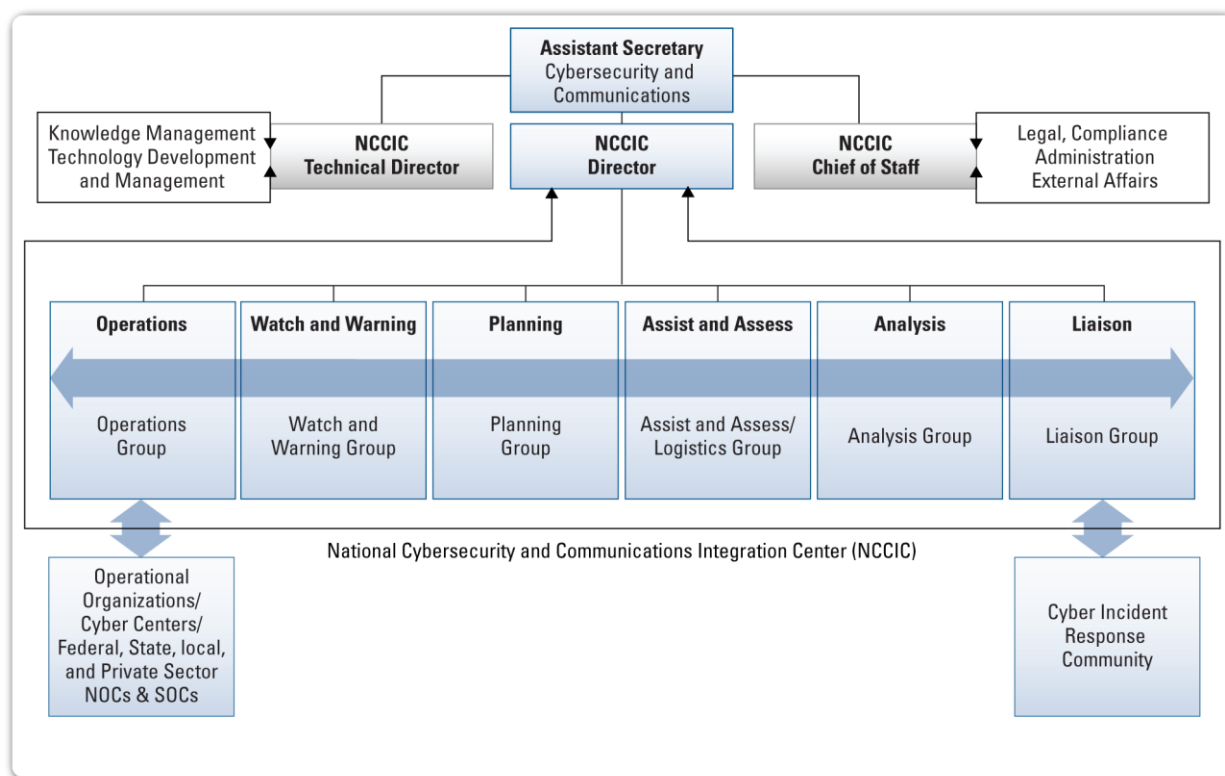 Assistant Secretary
Cybersecurity and
Communications
Knowledge Management
Technology Development
and Management
NCCIC
Technical Director
NCCIC
Director
NCCIC
Chief of Staff
Legal, Compliance
Administration
External Affairs
Operations
Operations
Group
Watch and Warning
Watch and
Warning Group
Planning
Planning
Group
Assist and Assess
Assist and Assess/
Logistics Group
Analysis
Analysis Group
Liaison
Liaison Group
National Cybersecurity and Communications Integration Center (NCCIC)
Operational
Organizations/
Cyber Centers/
Federal, State, local,
and Private Sector
NOCs & SOCs
Cyber Incident
Response
Community